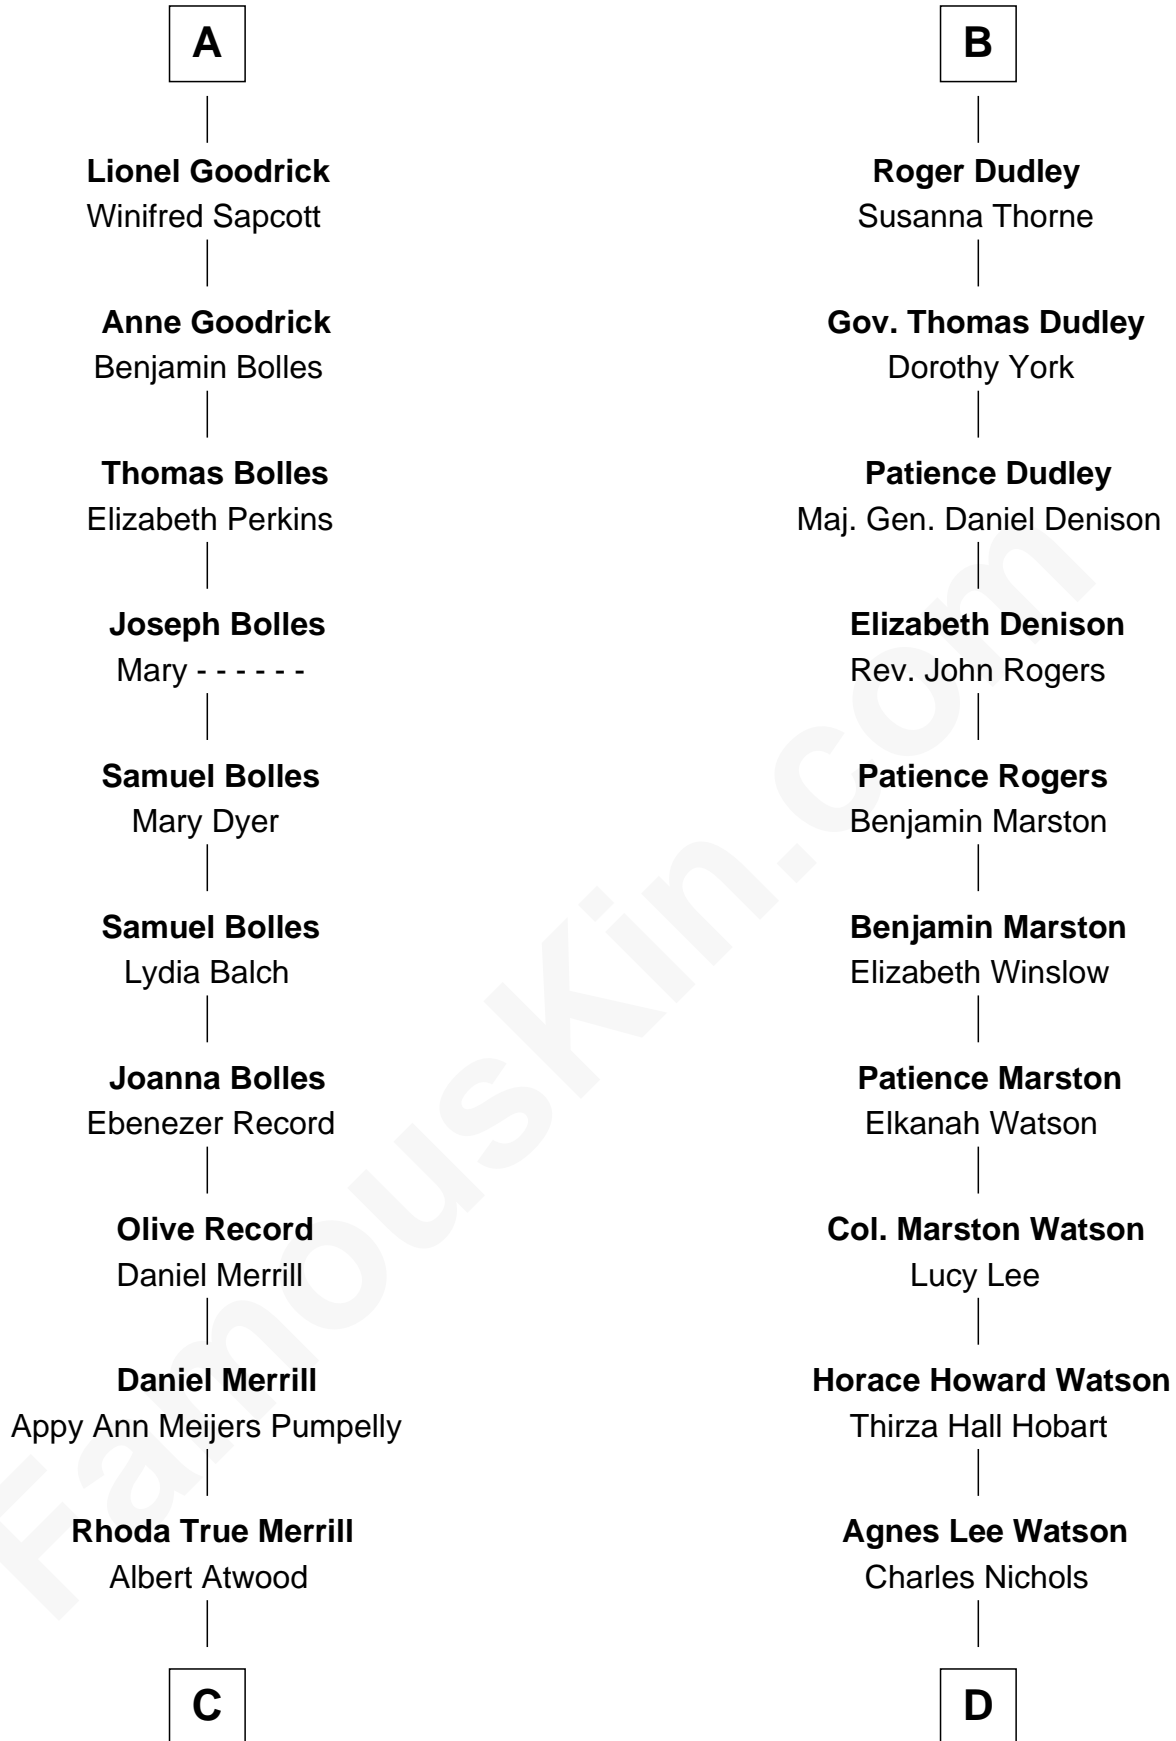 A
Lionel Goodrick
Winifred Sapcott
Anne Goodrick
Benjamin Bolles
Thomas Bolles
Elizabeth Perkins
Joseph Bolles
Mary - - - - - -
Samuel Bolles
Mary Dyer
Samuel Bolles
Lydia Balch
Joanna Bolles
Ebenezer Record
Olive Record
Daniel Merrill
Daniel Merrill
Appy Ann Meijers Pumpelly
Rhoda True Merrill
Albert Atwood
C
B
Roger Dudley
Susanna Thorne
Gov. Thomas Dudley
Dorothy York
Patience Dudley
Maj. Gen. Daniel Denison
Elizabeth Denison
Rev. John Rogers
Patience Rogers
Benjamin Marston
Benjamin Marston
Elizabeth Winslow
Patience Marston
Elkanah Watson
Col. Marston Watson
Lucy Lee
Horace Howard Watson
Thirza Hall Hobart
Agnes Lee Watson
Charles Nichols
D
FamousKin.com